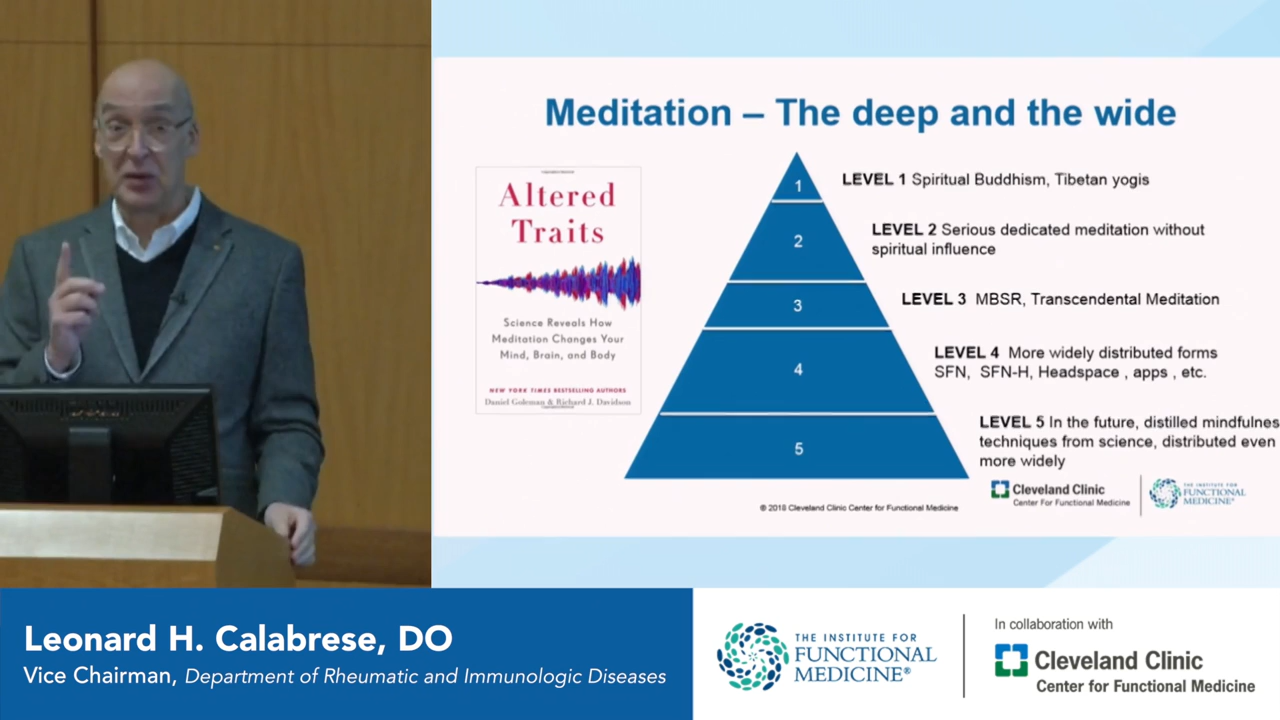 Meditation – The deep and the wide
Altered
Traits
Science Reveals How
Meditation Changes Your
Mind, Brain, and Body
NEW YORK TIMES BESTSELLING AUTHORS
Daniel Goleman & Richard J. Davidson
1
2
3
4
5
LEVEL 1 Spiritual Buddhism, Tibetan yogis
LEVEL 2 Serious dedicated meditation without
spiritual influence
LEVEL 3 MBSR, Transcendental Meditation
LEVEL 4 More widely distributed forms
SFN, SFN-H, Headspace , apps , etc.
LEVEL 5 In the future, distilled mindfulnes
techniques from science, distributed even
more widely
Cleveland Clinic
Center For Functional Medicine
THE INSTITUTE FOR
FUNCTIONAL
MEDICINE®
© 2018 Cleveland Clinic Center for Functional Medicine
Leonard H. Calabrese, DO
Vice Chairman, Department of Rheumatic and Immunologic Diseases
THE INSTITUTE FOR
FUNCTIONAL
MEDICINE®
In collaboration with
Cleveland Clinic
Center for Functional Medicine